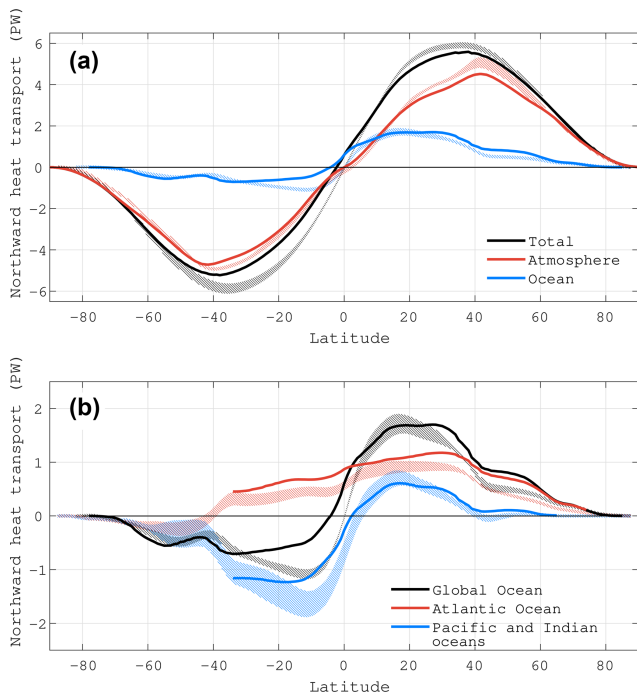 (a)
Northward heat transport (PW)
6
4
2
0
-2
-4
-6
Total
Atmosphere
Ocean
-80 -60 -40 -20 0 20 40 60 80
Latitude
(b)
Northward heat transport (PW)
2
1
0
-1
-2
Global Ocean
Atlantic Ocean
Pacific and Indian
oceans
-80 -60 -40 -20 0 20 40 60 80
Latitude